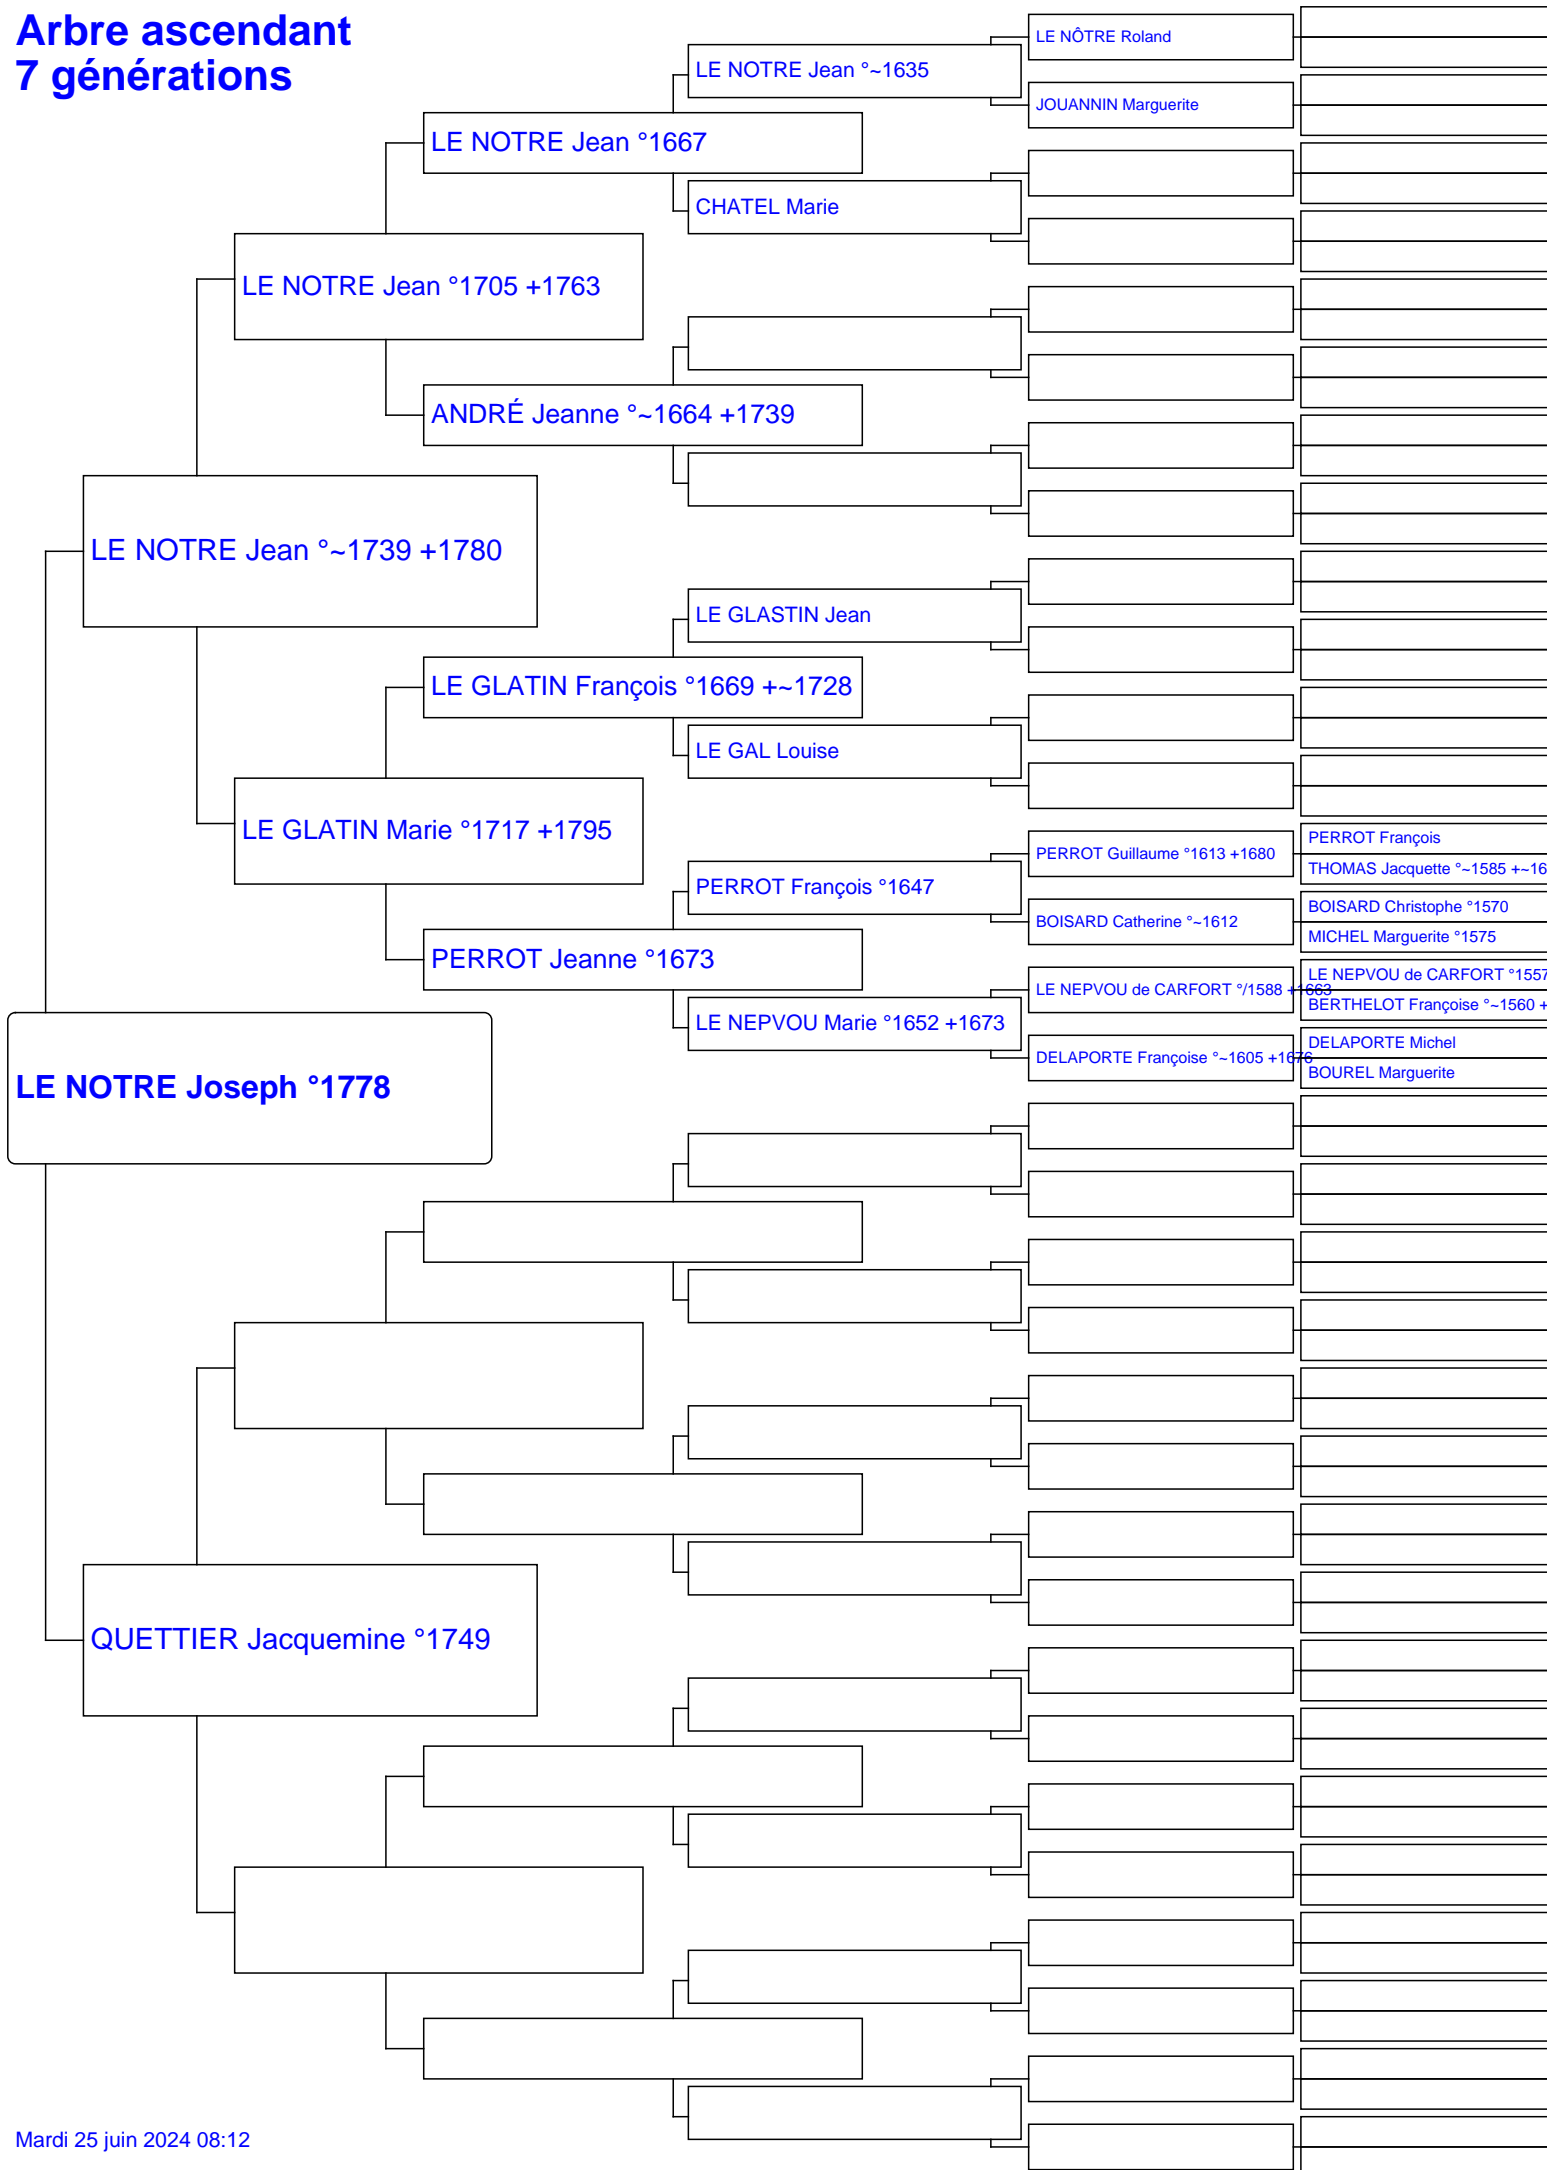 Arbre ascendant
7 générations
LE NOTRE Joseph °1778
LE NOTRE Jean °~1739 +1780
QUETTIER Jacquemine °1749
LE NOTRE Jean °1705 +1763
LE GLATIN Marie °1717 +1795
LE NOTRE Jean °1667
ANDRÉ Jeanne °~1664 +1739
LE GLATIN François °1669 +~1728
PERROT Jeanne °1673
LE NOTRE Jean °~1635
CHATEL Marie
LE GLASTIN Jean
LE GAL Louise
PERROT François °1647
LE NEPVOU Marie °1652 +1673
LE NÔTRE Roland
JOUANNIN Marguerite
PERROT Guillaume °1613 +1680
BOISARD Catherine °~1612
LE NEPVOU de CARFORT °/1588 +1663
DELAPORTE Françoise °~1605 +1676
PERROT François
THOMAS Jacquette °~1585 +~16
BOISARD Christophe °1570
MICHEL Marguerite °1575
LE NEPVOU de CARFORT °1557
BERTHELOT Françoise °~1560 +
DELAPORTE Michel
BOUREL Marguerite
Mardi 25 juin 2024 08:12